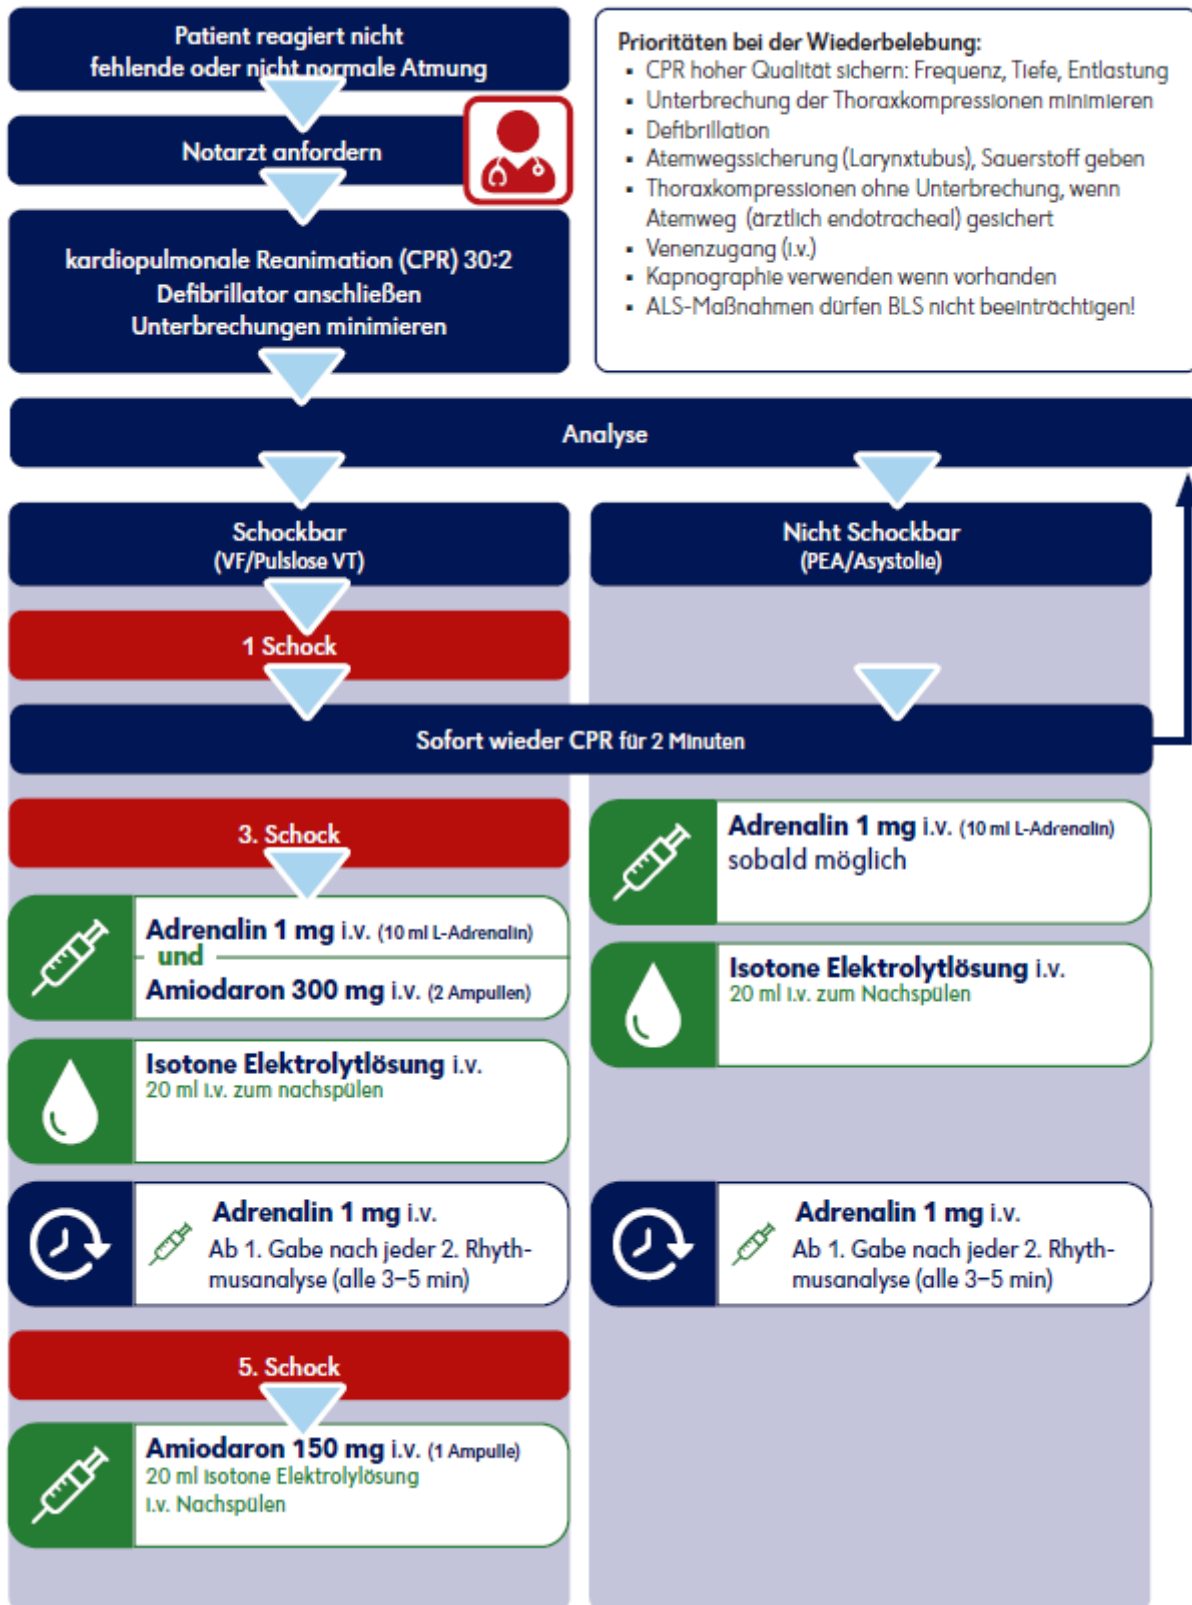 Patient reagiert nicht
fehlende oder nicht normale Atmung
Notarzt anfordern
kardiopulmonale Reanimation (CPR) 30:2
Defibrillator anschließen
Unterbrechungen minimieren
Prioritäten bei der Wiederbelebung:
▪ CPR hoher Qualität sichern: Frequenz, Tiefe, Entlastung
▪ Unterbrechung der Thoraxkompressionen minimieren
▪ Defibrillation
▪ Atemwegssicherung (Larynxtubus), Sauerstoff geben
▪ Thoraxkompressionen ohne Unterbrechung, wenn
Atemweg (ärztlich endotracheal) gesichert
▪ Venenzugang (i.v.)
▪ Kapnographie verwenden wenn vorhanden
▪ ALS-Maßnahmen dürfen BLS nicht beeinträchtigen!
Analyse
Schockbar
(VF/Pulslose VT)
Nicht Schockbar
(PEA/Asystolie)
1 Schock
Sofort wieder CPR für 2 Minuten
3. Schock
Adrenalin 1 mg i.v. (10 ml L-Adrenalin)
und
Amiodaron 300 mg i.v. (2 Ampullen)
Isotone Elektrolytlösung i.v.
20 ml i.v. zum nachspülen
Adrenalin 1 mg i.v.
Ab 1. Gabe nach jeder 2. Rhyth-
musanalyse (alle 3–5 min)
5. Schock
Amiodaron 150 mg i.v. (1 Ampulle)
20 ml Isotone Elektrolylösung
i.v. Nachspülen
Adrenalin 1 mg i.v. (10 ml L-Adrenalin)
sobald möglich
Isotone Elektrolytlösung i.v.
20 ml i.v. zum Nachspülen
Adrenalin 1 mg i.v.
Ab 1. Gabe nach jeder 2. Rhyth-
musanalyse (alle 3–5 min)